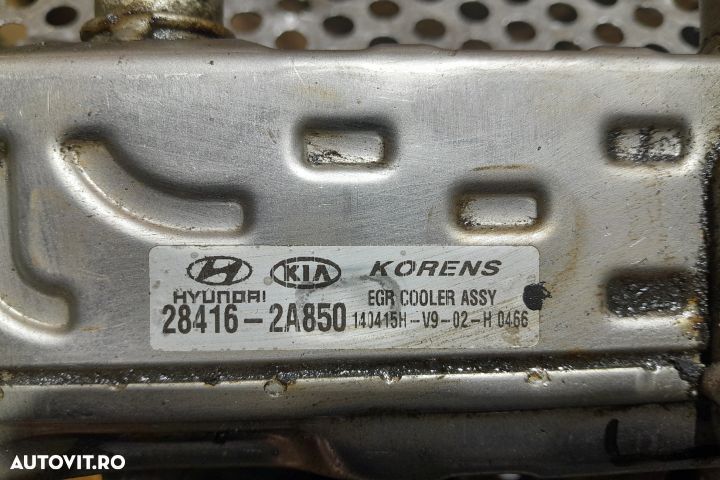 HYUNDAI KIA KORENS
EGR COOLER ASSY
28416-2A850 140415H-V9-02-H 0466
AUTOVIT.RO